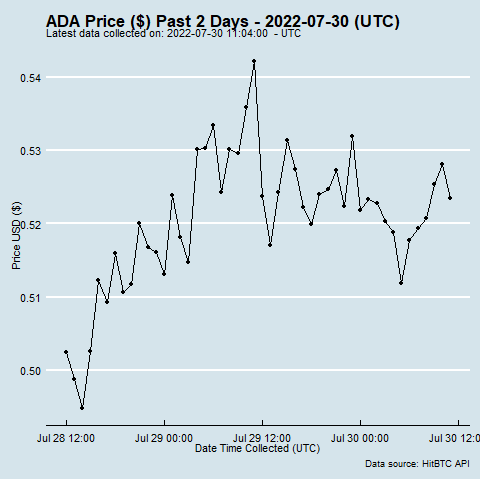 ADA Price ($) Past 2 Days - 2022-07-30 (UTC)
Latest data collected on: 2022-07-30 11:04:00 - UTC
0.54
0.53
0.52
0.51
0.50
Price USD ($)
Jul 28 12:00
Jul 29 00:00
Jul 29 12:00
Jul 30 00:00
Jul 30 12:0
Date Time Collected (UTC)
Data source: HitBTC API